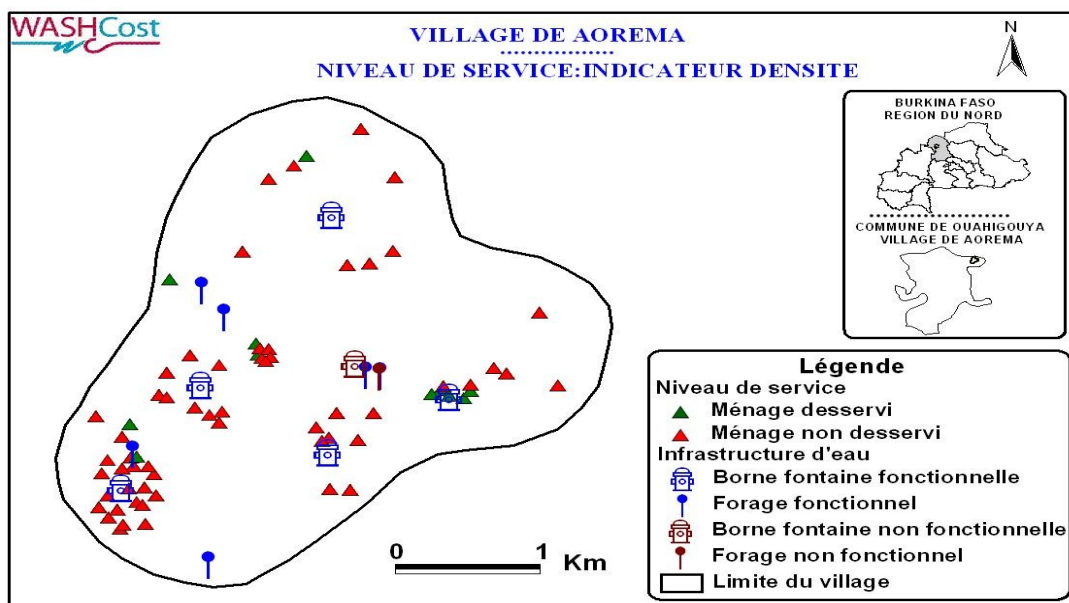 WASHCost
VILLAGE DE AOREMA
NIVEAU DE SERVICE:INDICATEUR DENSITE
N
BURKINA FASO
REGION DU NORD
COMMUNE DE OUAHIGOUYA
VILLAGE DE AOREMA
0 1 Km
Légende
Niveau de service
Ménage desservi
Ménage non desservi
Infrastructure d'eau
Borne fontaine fonctionnelle
Forage fonctionnel
Borne fontaine non fonctionnelle
Forage non fonctionnel
Limite du village